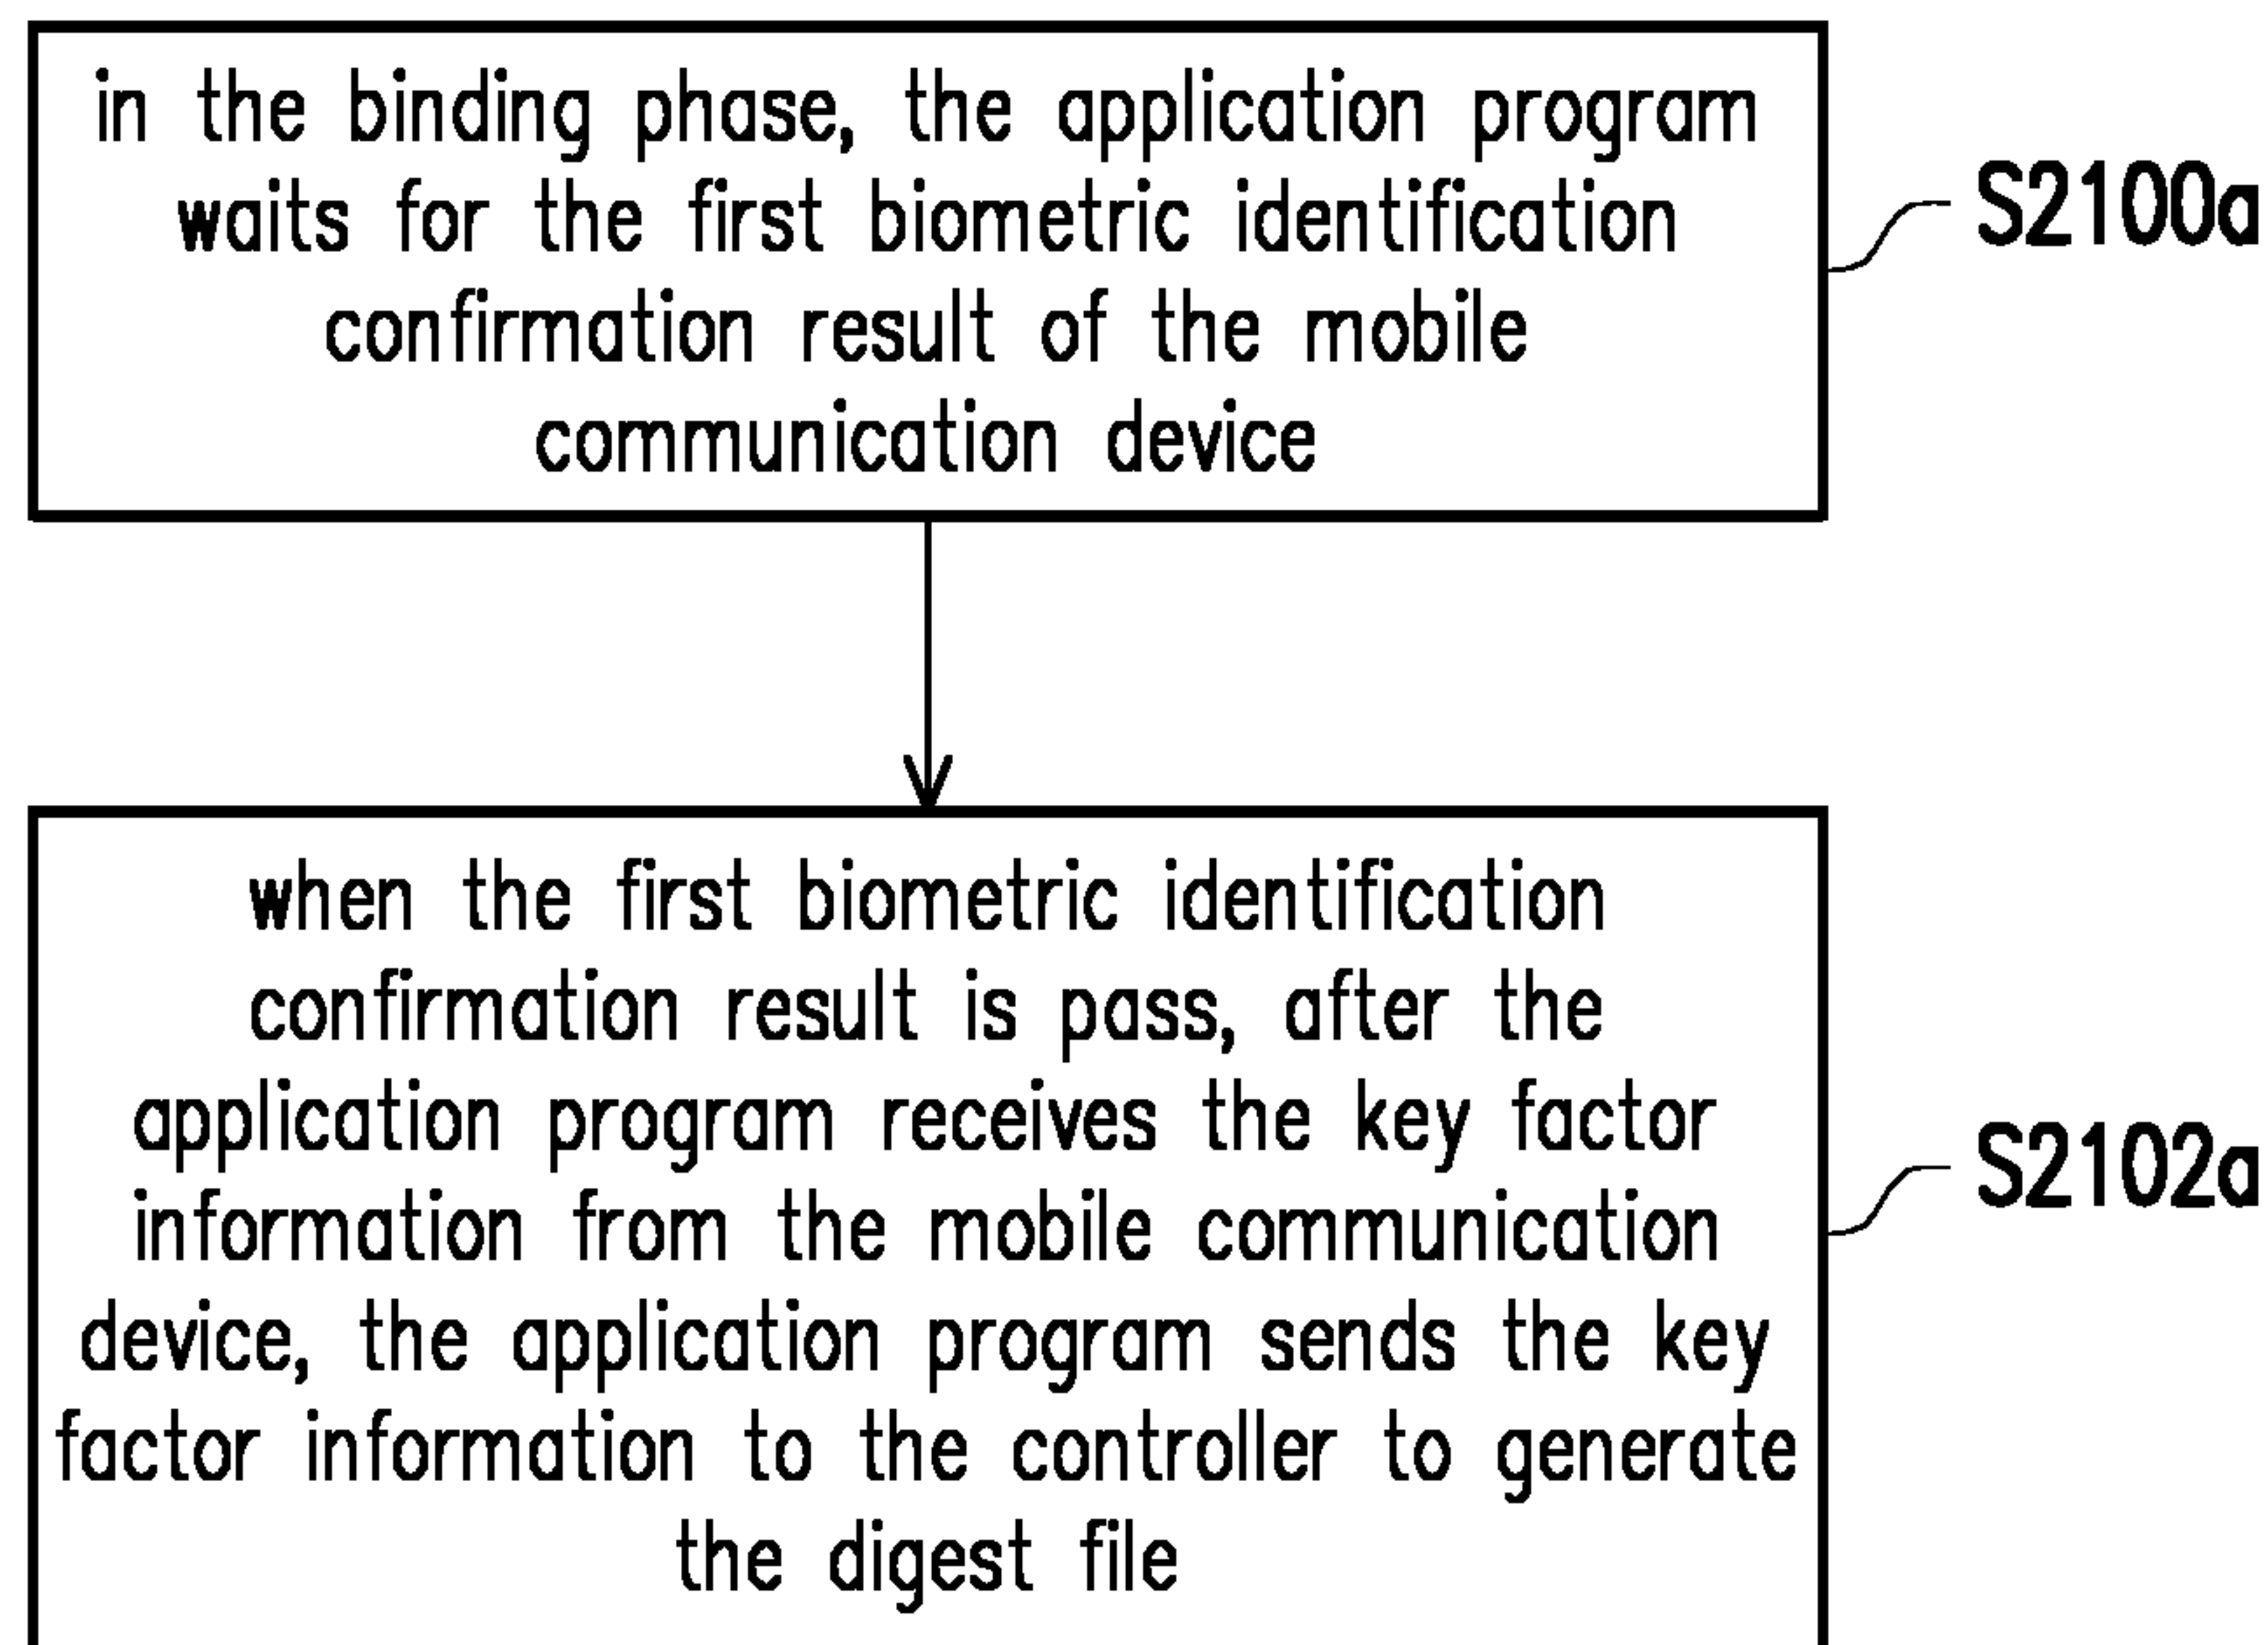 in the binding phase, the application program
waits for the first biometric identification
confirmation result of the mobile
communication device
S2100a
when the first biometric identification
confirmation result is pass, after the
application program receives the key factor
information from the mobile communication
device, the application program sends the key
factor information to the controller to generate
the digest file
S2102a